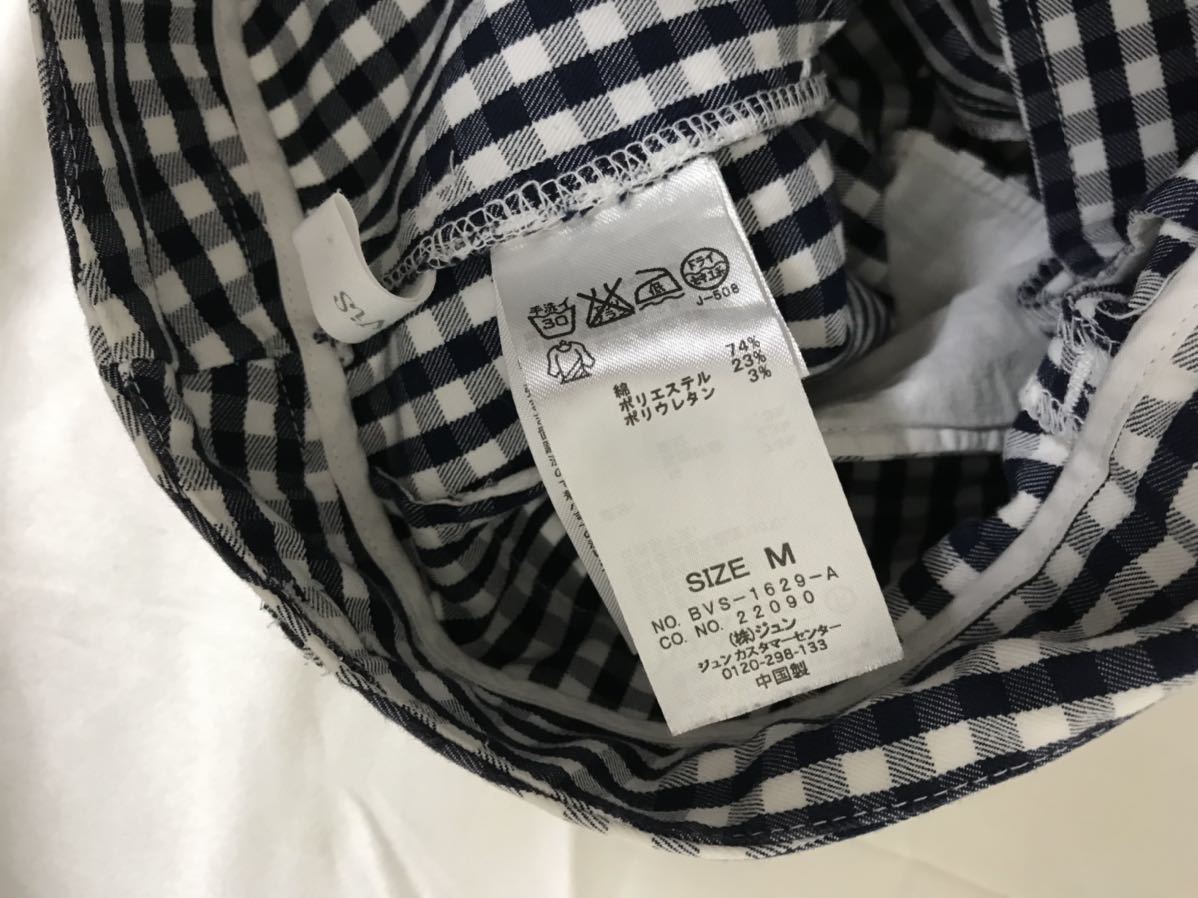 手洗イ
30
低
ドライ
J-508
綿 74%
ポリエステル 23%
ポリウレタン 3%
SIZE M
NO. BVS-1629-A
CO. NO. 22090
(株)ジュン
ジュン カスタマーセンター
0120-298-133
中国製